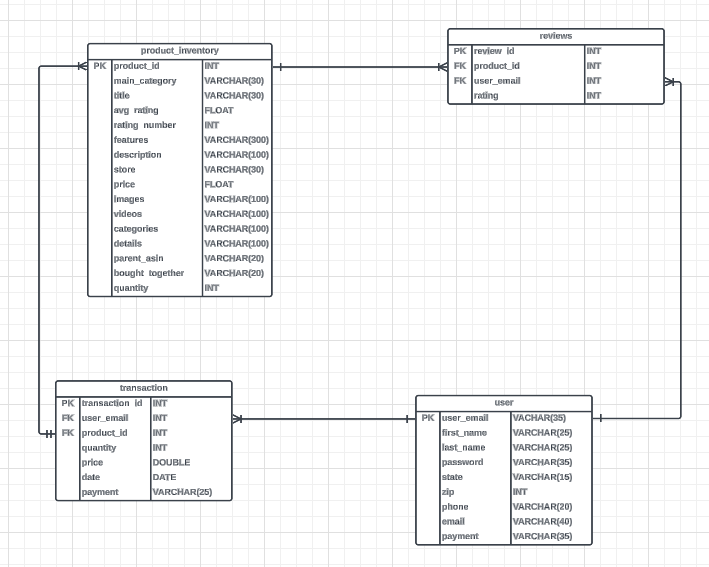 product_inventory
PK product_id INT
main_category VARCHAR(30)
title VARCHAR(30)
avg_rating FLOAT
rating_number INT
features VARCHAR(300)
description VARCHAR(100)
store VARCHAR(30)
price FLOAT
images VARCHAR(100)
videos VARCHAR(100)
categories VARCHAR(100)
details VARCHAR(100)
parent_asin VARCHAR(20)
bought_together VARCHAR(20)
quantity INT
reviews
PK review_id INT
FK product_id INT
FK user_email INT
rating INT
transaction
PK transaction_id INT
FK user_email INT
FK product_id INT
quantity INT
price DOUBLE
date DATE
payment VARCHAR(25)
user
PK user_email VACHAR(35)
first_name VARCHAR(25)
last_name VARCHAR(25)
password VARCHAR(35)
state VARCHAR(15)
zip INT
phone VARCHAR(20)
email VARCHAR(40)
payment VARCHAR(35)